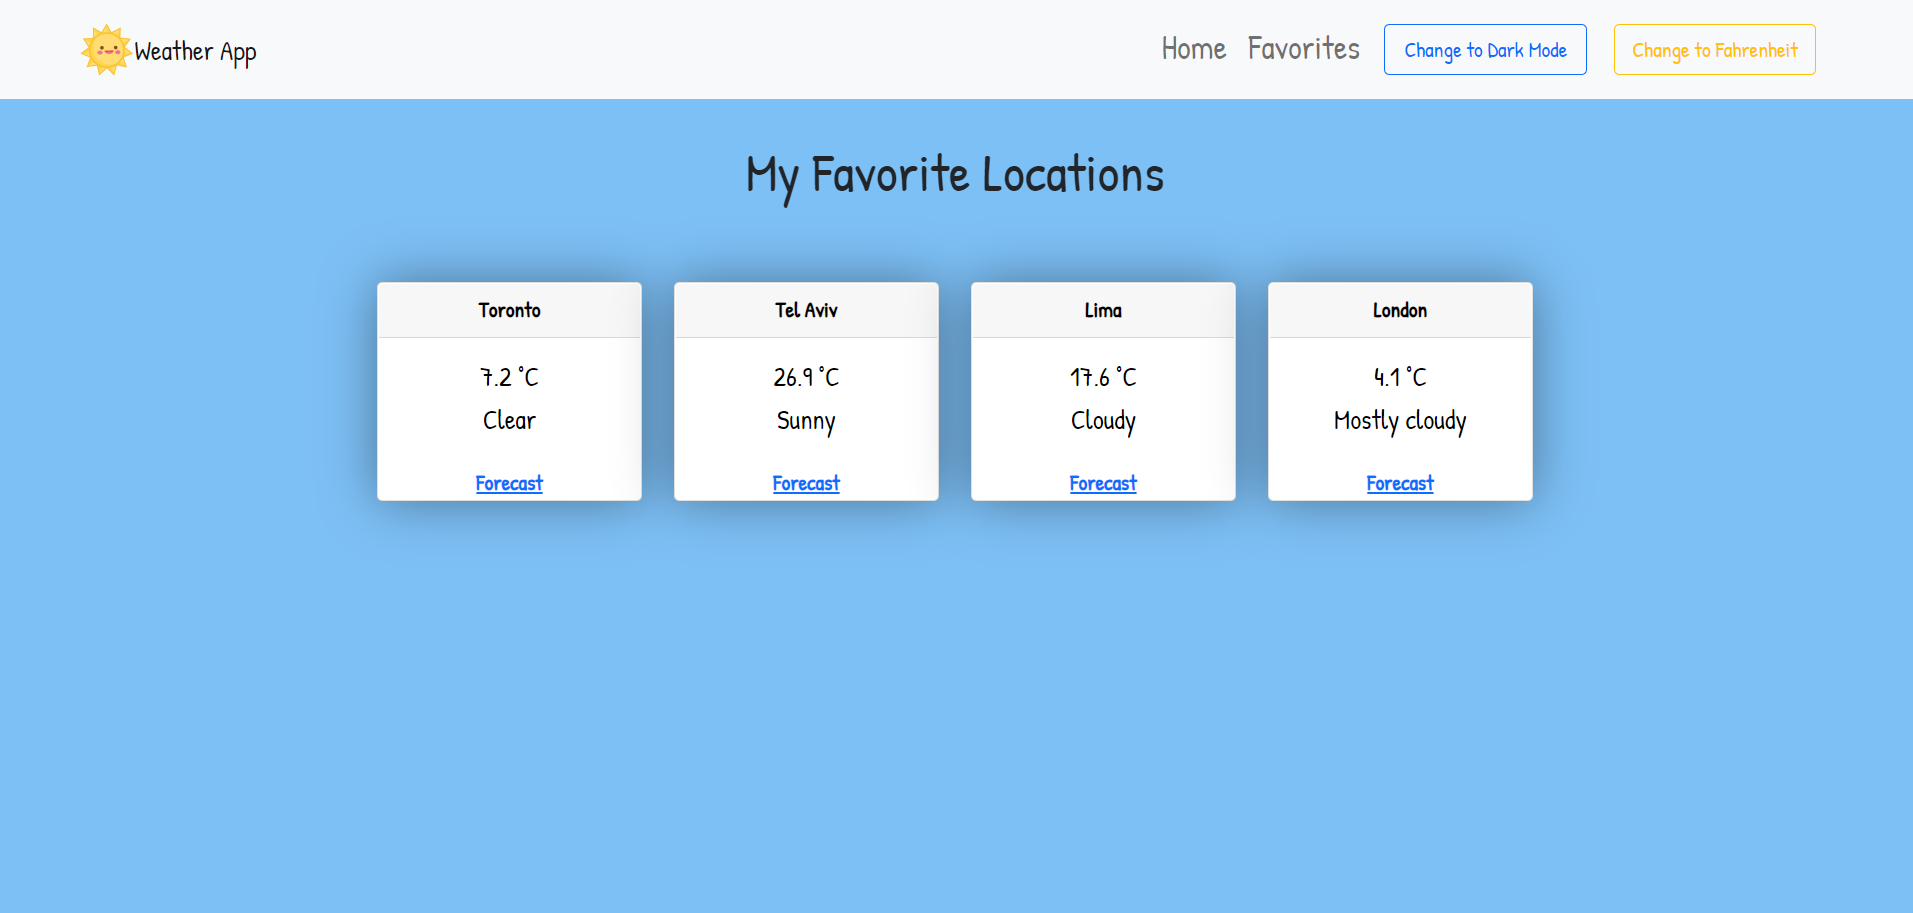 Weather App
Home Favorites Change to Dark Mode Change to Fahrenheit
My Favorite Locations
Toronto
7.2 °C
Clear
Forecast
Tel Aviv
26.9 °C
Sunny
Forecast
Lima
17.6 °C
Cloudy
Forecast
London
4.1 °C
Mostly cloudy
Forecast